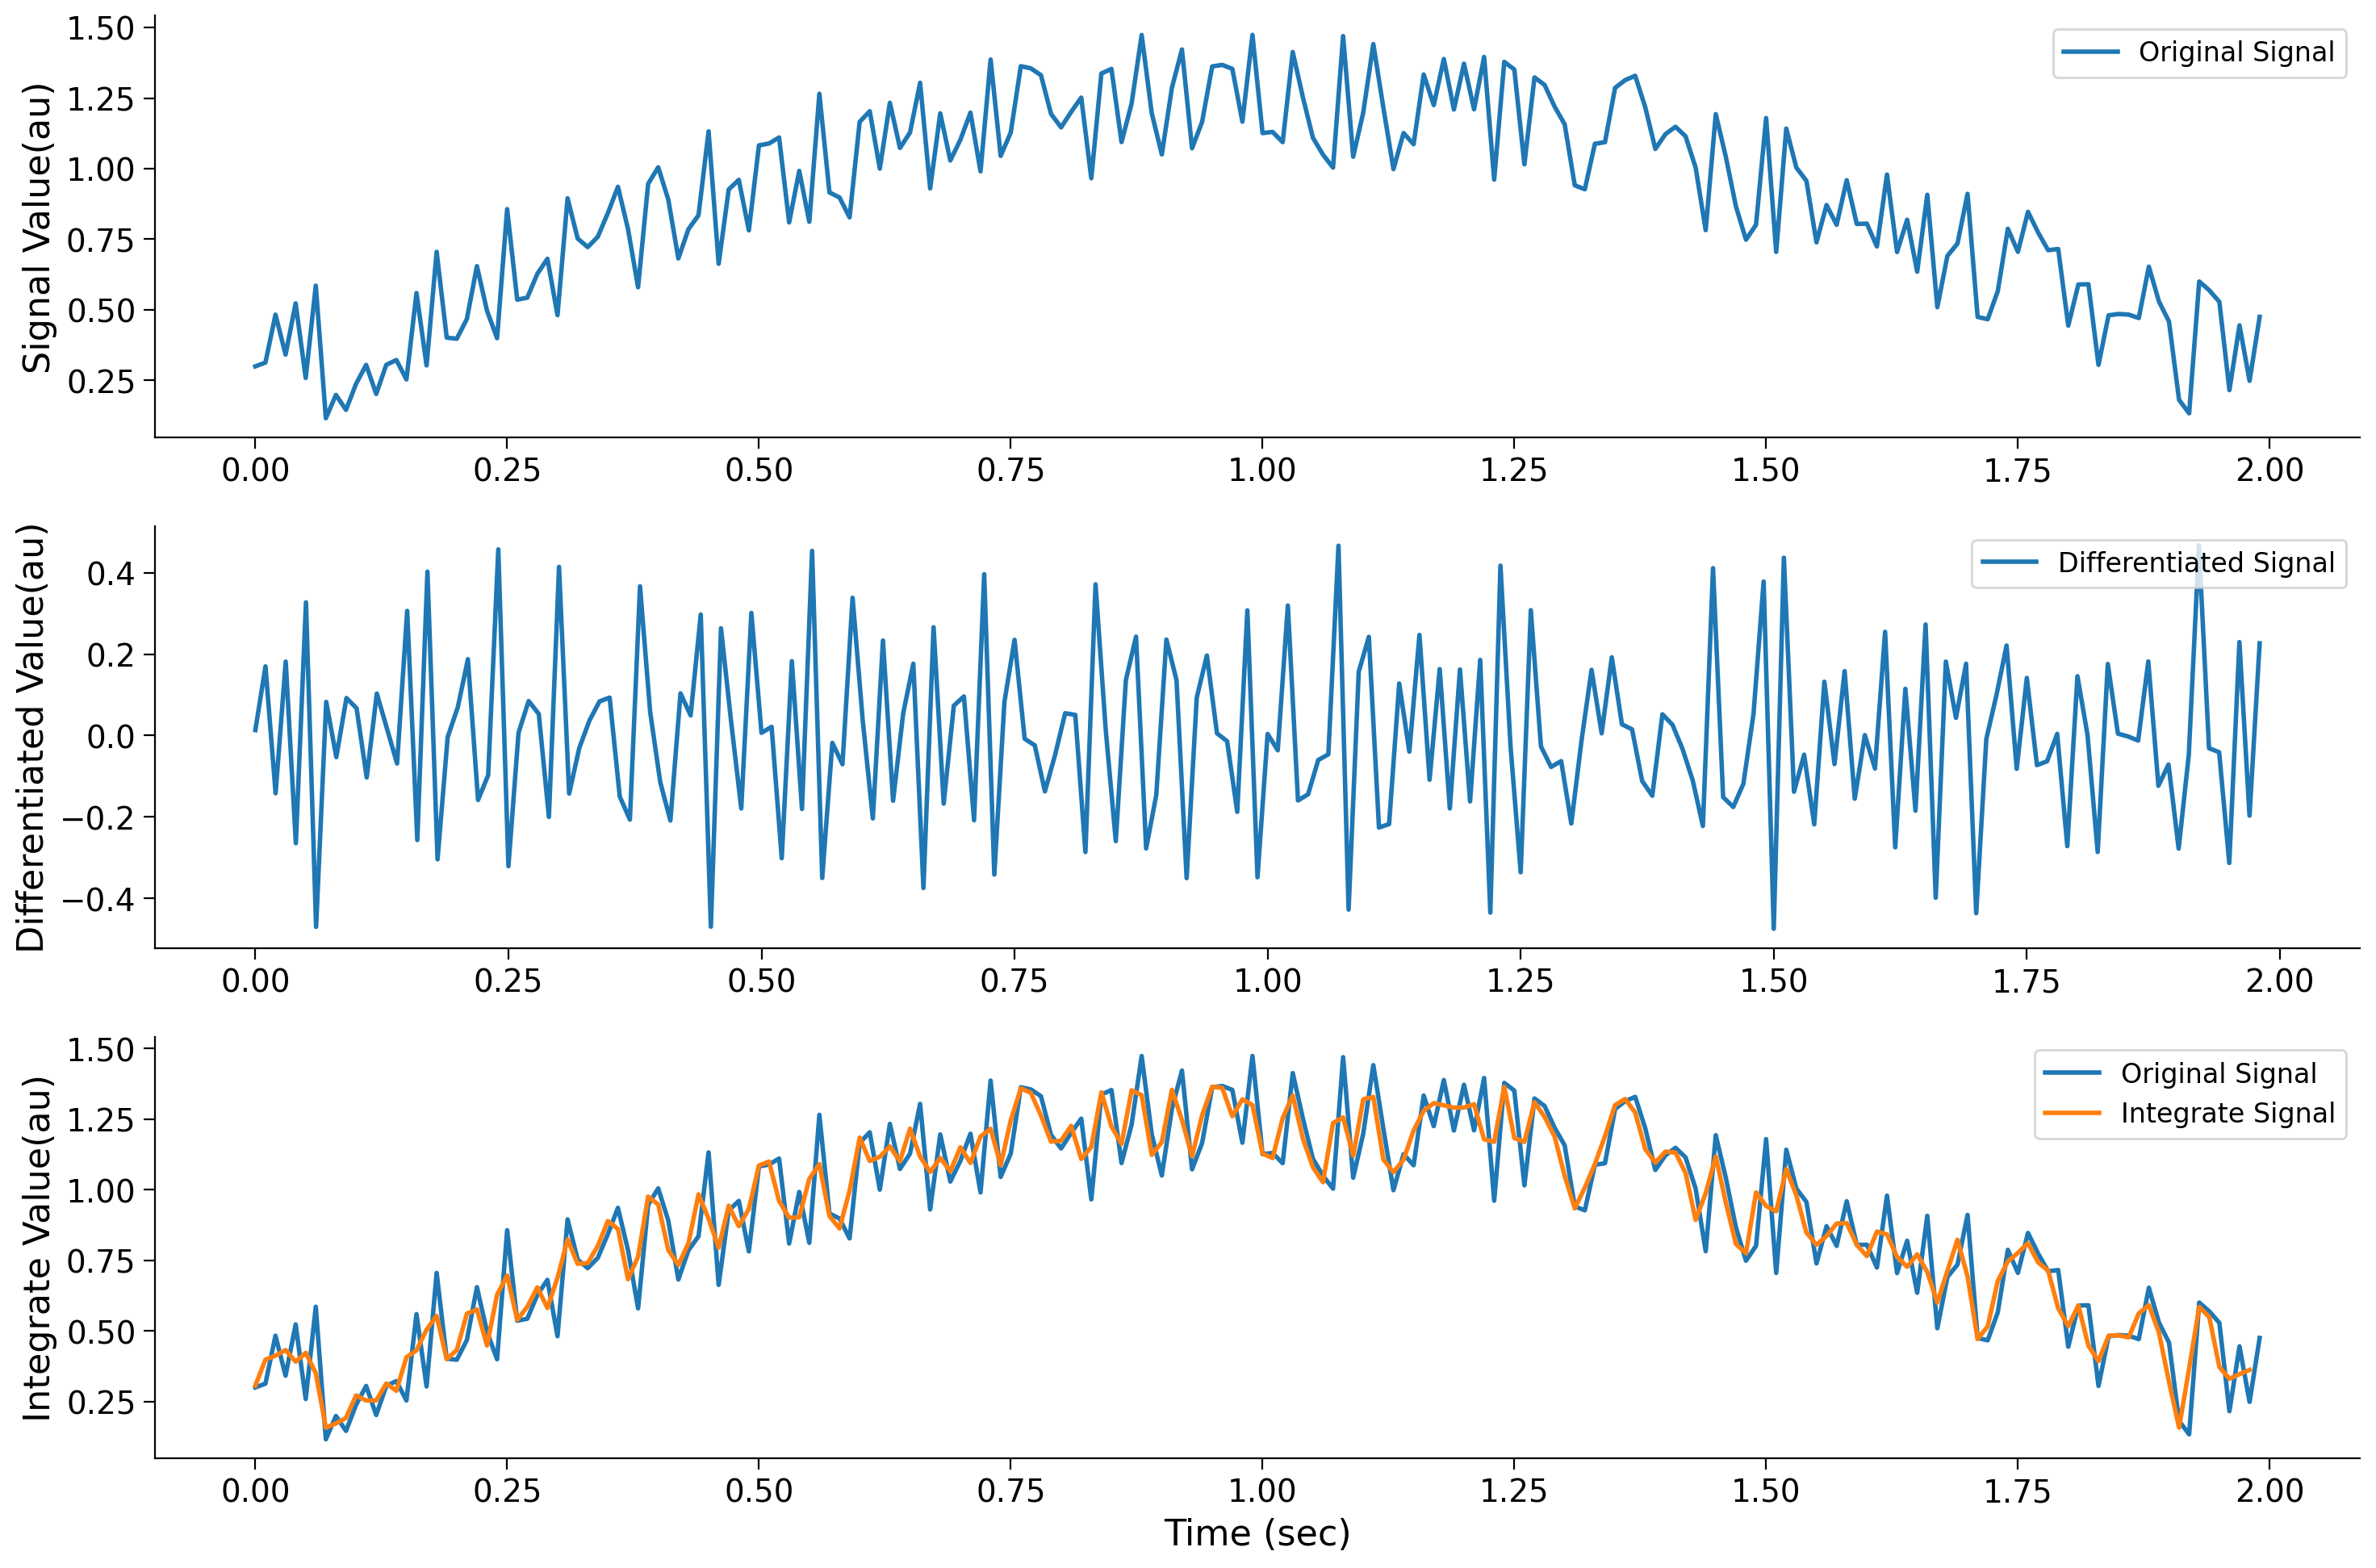 Signal Value(au)
1.50
1.25
1.00
0.75
0.50
0.25
Original Signal
0.00 0.25 0.50 0.75 1.00 1.25 1.50 1.75 2.00
Differentiated Value(au)
0.4
0.2
0.0
−0.2
−0.4
Differentiated Signal
0.00 0.25 0.50 0.75 1.00 1.25 1.50 1.75 2.00
Integrate Value(au)
1.50
1.25
1.00
0.75
0.50
0.25
Original Signal
Integrate Signal
0.00 0.25 0.50 0.75 1.00 1.25 1.50 1.75 2.00
Time (sec)